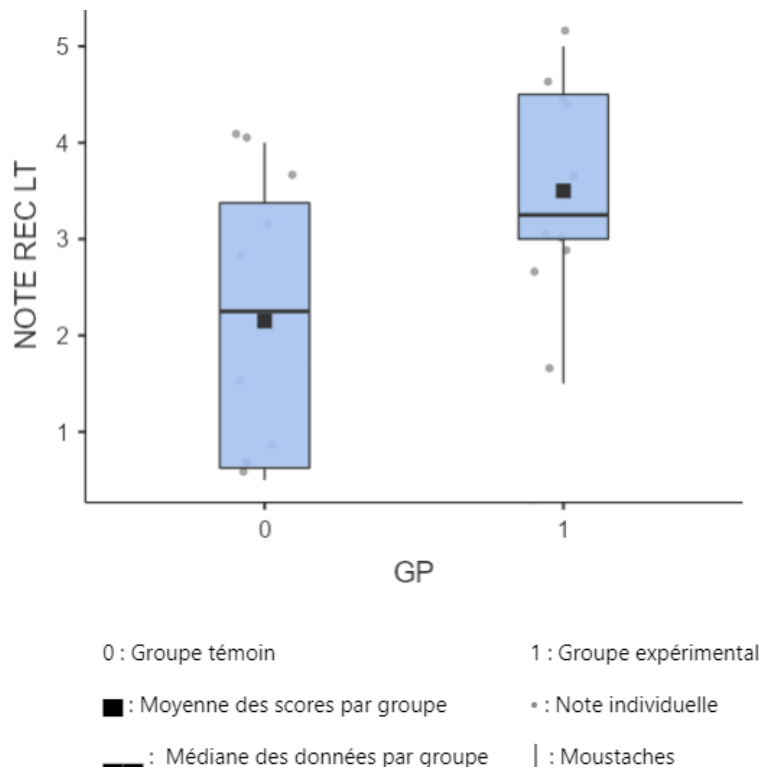 5
4
3
2
1
NOTE REC LT
0
1
GP
0 : Groupe témoin
1 : Groupe expérimental
: Moyenne des scores par groupe
: Note individuelle
: Médiane des données par groupe
: Moustaches